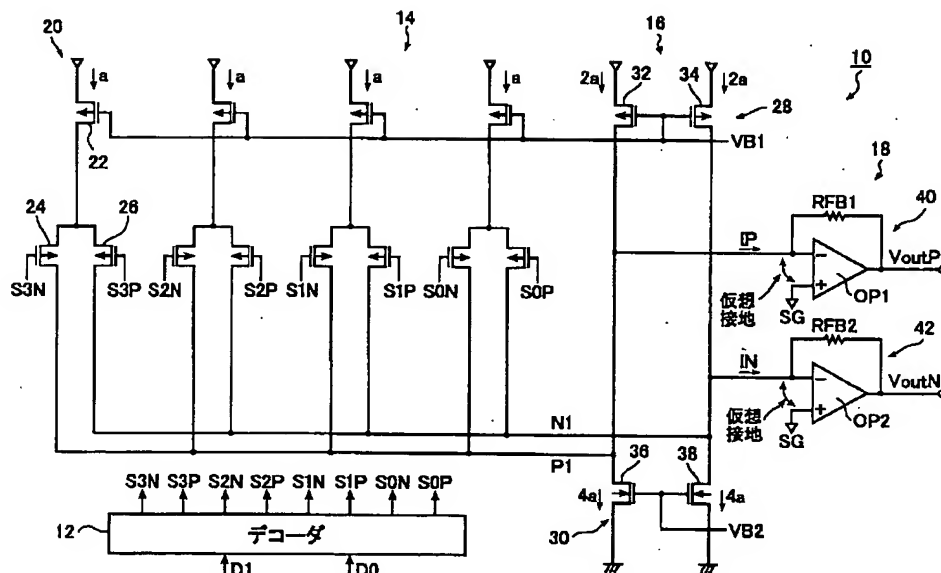 20
14
16
10
a
a
a
a
2a
32
34
2a
28
22
VB1
18
24
26
RFB1
40
IP
VoutP
S3N
S3P
S2N
S2P
S1N
S1P
S0N
S0P
仮想
接地
SG
OP1
RFB2
42
IN
VoutN
仮想
接地
SG
OP2
N1
P1
36
38
S3N
S3P
S2N
S2P
S1N
S1P
S0N
S0P
4a
4a
12
デコーダ
30
VB2
D1
D0